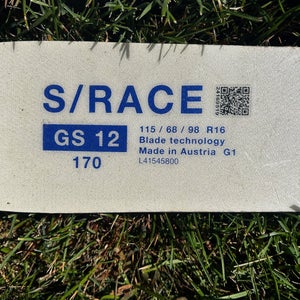 S/RACE
GS 12
170
115 / 68 / 98 R16
Blade technology
Made in Austria G1
L41545800